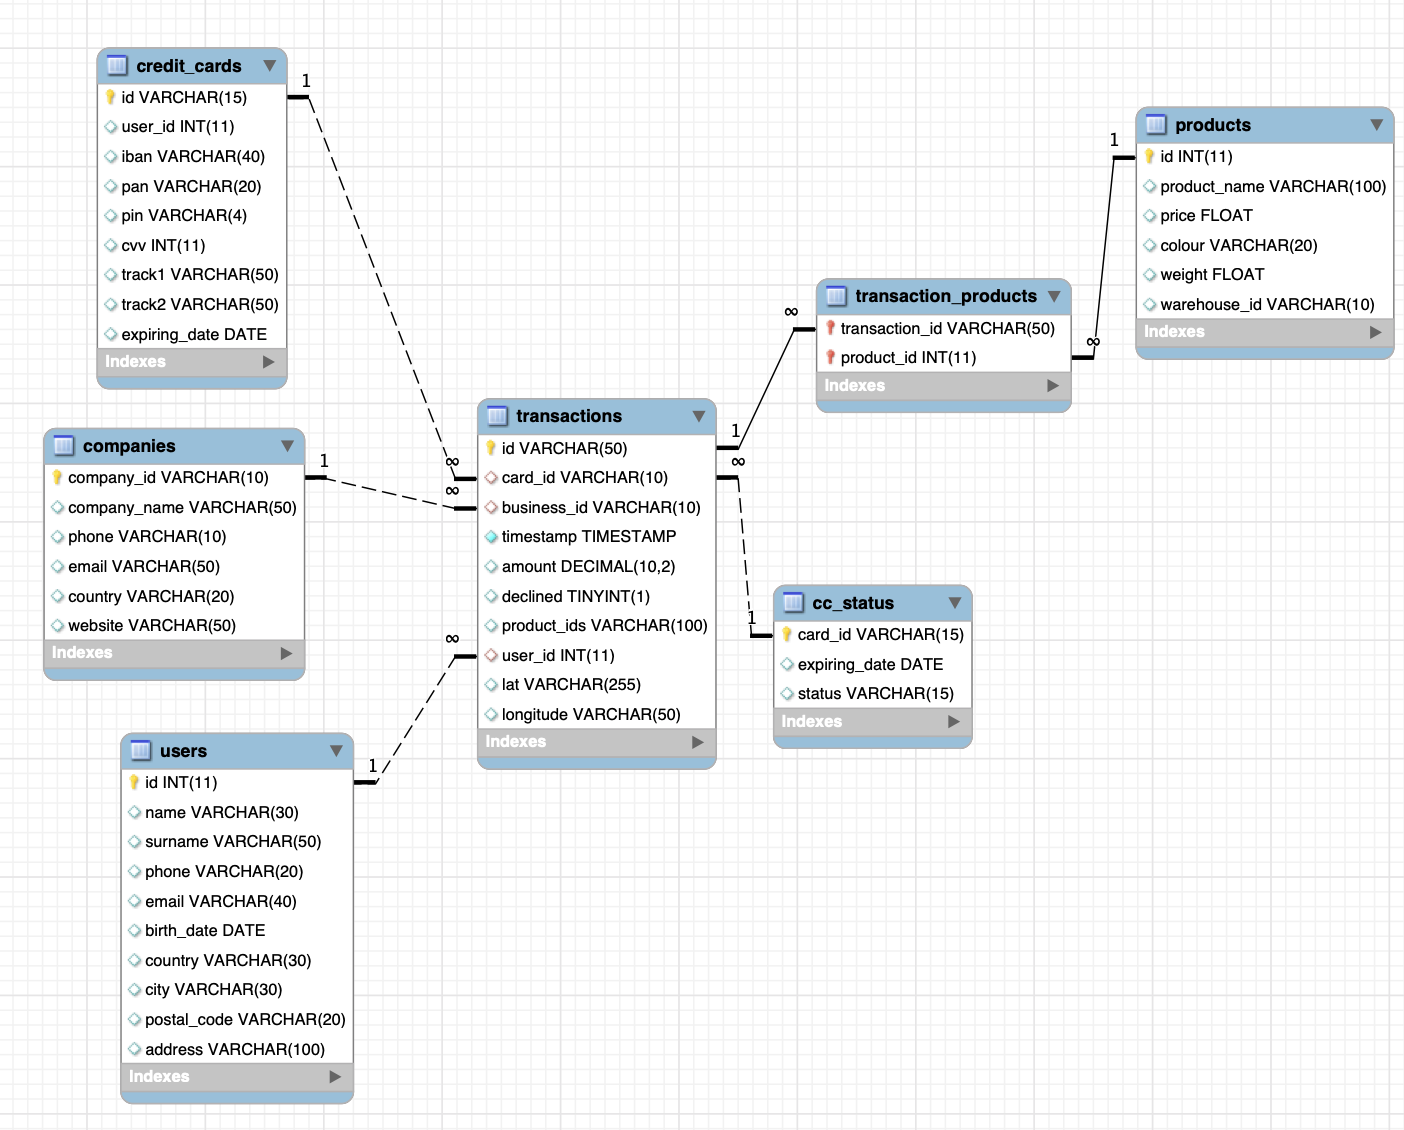 credit_cards
id VARCHAR(15)
user_id INT(11)
iban VARCHAR(40)
pan VARCHAR(20)
pin VARCHAR(4)
cvv INT(11)
track1 VARCHAR(50)
track2 VARCHAR(50)
expiring_date DATE
Indexes
1
companies
company_id VARCHAR(10)
company_name VARCHAR(50)
phone VARCHAR(10)
email VARCHAR(50)
country VARCHAR(20)
website VARCHAR(50)
Indexes
1
users
id INT(11)
name VARCHAR(30)
surname VARCHAR(50)
phone VARCHAR(20)
email VARCHAR(40)
birth_date DATE
country VARCHAR(30)
city VARCHAR(30)
postal_code VARCHAR(20)
address VARCHAR(100)
Indexes
1
∞
∞
∞
transactions
id VARCHAR(50)
card_id VARCHAR(10)
business_id VARCHAR(10)
timestamp TIMESTAMP
amount DECIMAL(10,2)
declined TINYINT(1)
product_ids VARCHAR(100)
user_id INT(11)
lat VARCHAR(255)
longitude VARCHAR(50)
Indexes
1
∞
∞
transaction_products
transaction_id VARCHAR(50)
product_id INT(11)
Indexes
∞
1
cc_status
card_id VARCHAR(15)
expiring_date DATE
status VARCHAR(15)
Indexes
1
products
id INT(11)
product_name VARCHAR(100)
price FLOAT
colour VARCHAR(20)
weight FLOAT
warehouse_id VARCHAR(10)
Indexes